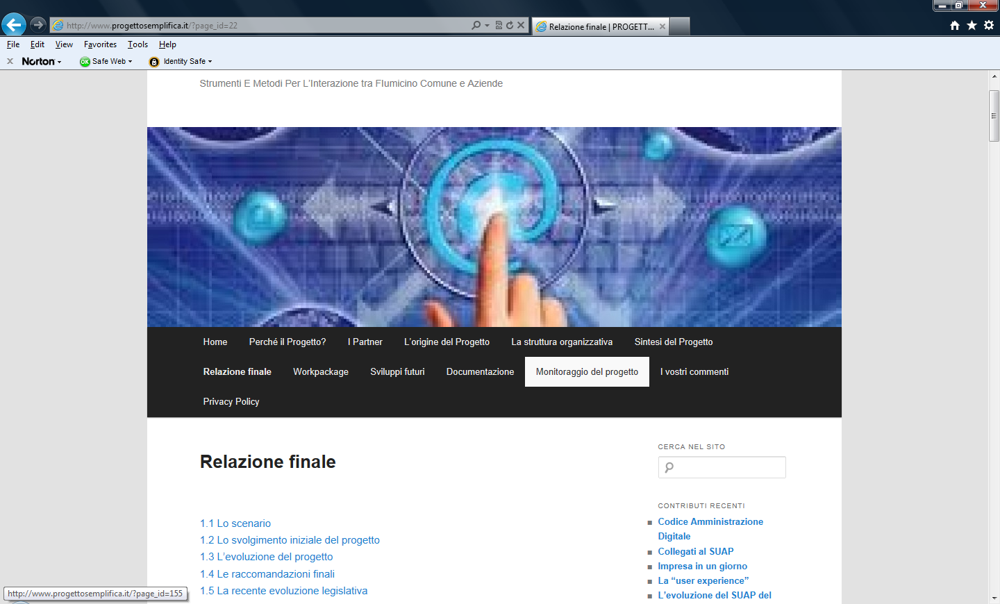 http://www.progettosemplifica.it/?page_id=22
Relazione finale | PROGETT...
File Edit View Favorites Tools Help
x Norton OK Safe Web Identity Safe
Strumenti E Metodi Per L'Interazione tra FIumicino Comune e Aziende
Home Perché il Progetto? I Partner L'origine del Progetto La struttura organizzativa Sintesi del Progetto
Relazione finale Workpackage Sviluppi futuri Documentazione Monitoraggio del progetto I vostri commenti
Privacy Policy
Relazione finale
1.1 Lo scenario
1.2 Lo svolgimento iniziale del progetto
1.3 L'evoluzione del progetto
1.4 Le raccomandazioni finali
1.5 La recente evoluzione legislativa
CERCA NEL SITO
CONTRIBUTI RECENTI
Codice Amministrazione
Digitale
Collegati al SUAP
Impresa in un giorno
La “user experience”
L'evoluzione del SUAP del
http://www.progettosemplifica.it/?page_id=155